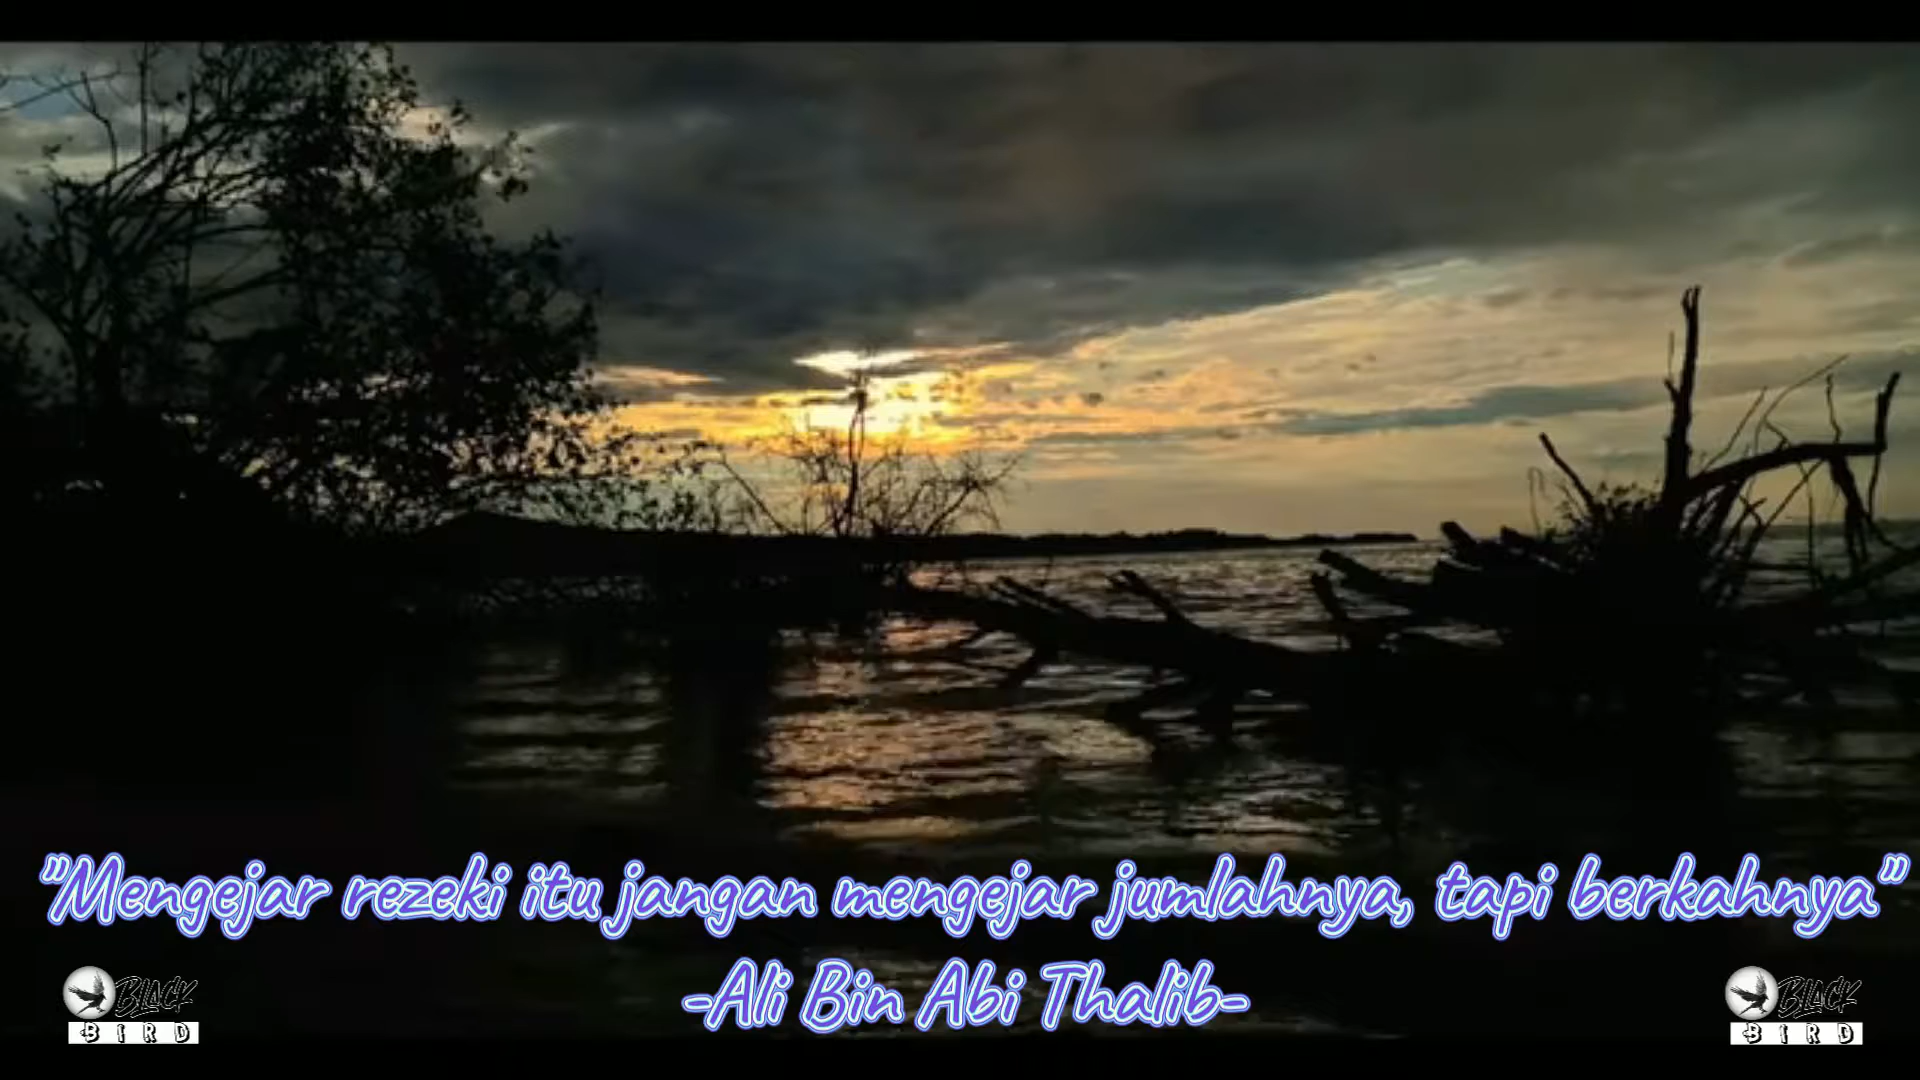 "Mengejar rezeki itu jangan mengejar jumlahnya, tapi berkahnya"
-Ali Bin Abi Thalib-
BLACK
BIRD
BLACK
BIRD